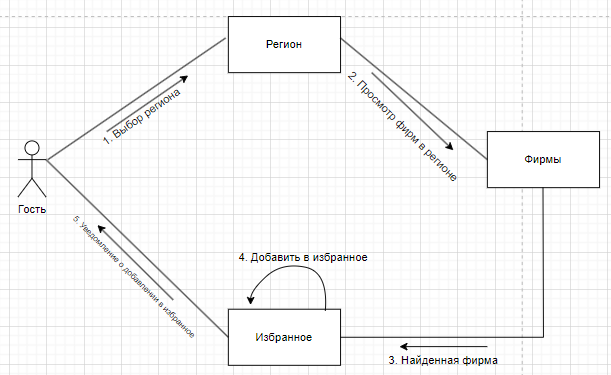 Регион
1. Выбор региона
2. Просмотр фирм в регионе
Фирмы
Гость
5. Уведомление о добавлении в избранное
4. Добавить в избранное
Избранное
3. Найденная фирма